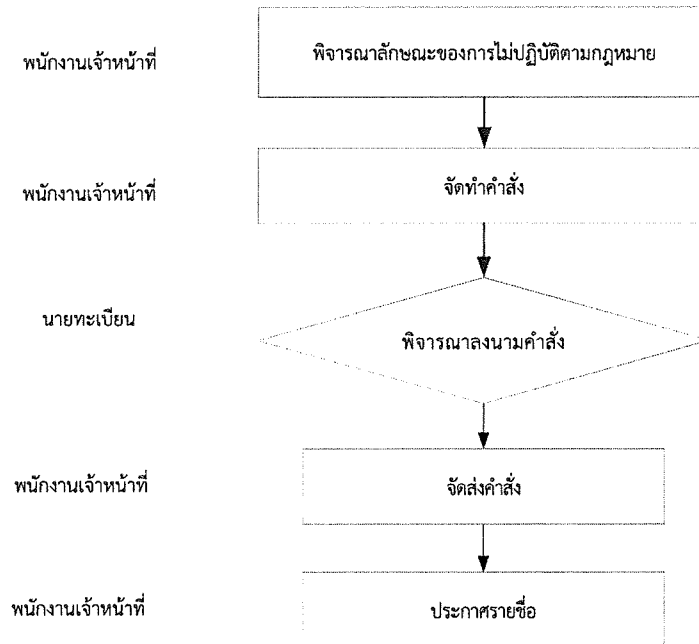 พนักงานเจ้าหน้าที่
พิจารณาลักษณะของการไม่ปฏิบัติตามกฎหมาย
พนักงานเจ้าหน้าที่
จัดทำคำสั่ง
นายทะเบียน
พิจารณาลงนามคำสั่ง
พนักงานเจ้าหน้าที่
จัดส่งคำสั่ง
พนักงานเจ้าหน้าที่
ประกาศรายชื่อ